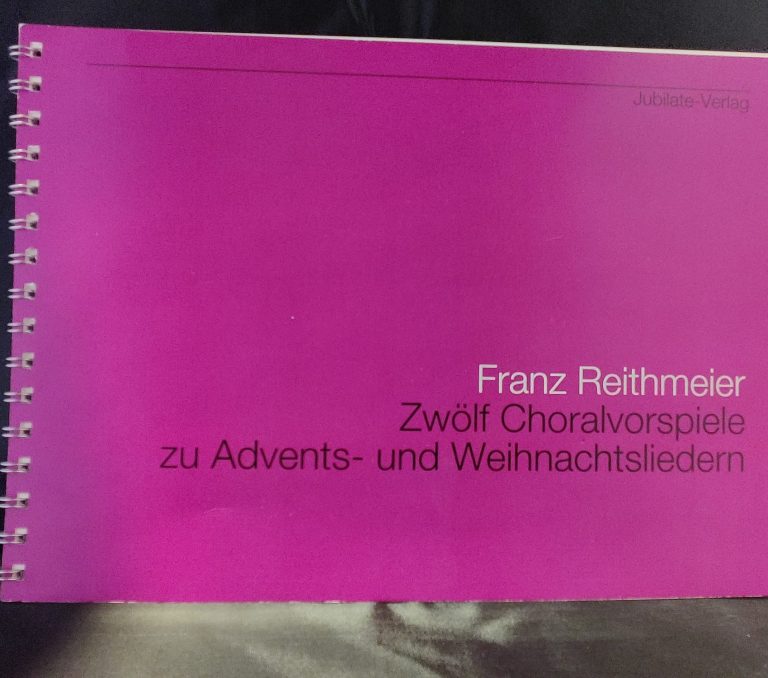 Jubilate-Verlag
Franz Reithmeier
Zwölf Choralvorspiele
zu Advents- und Weihnachtsliedern